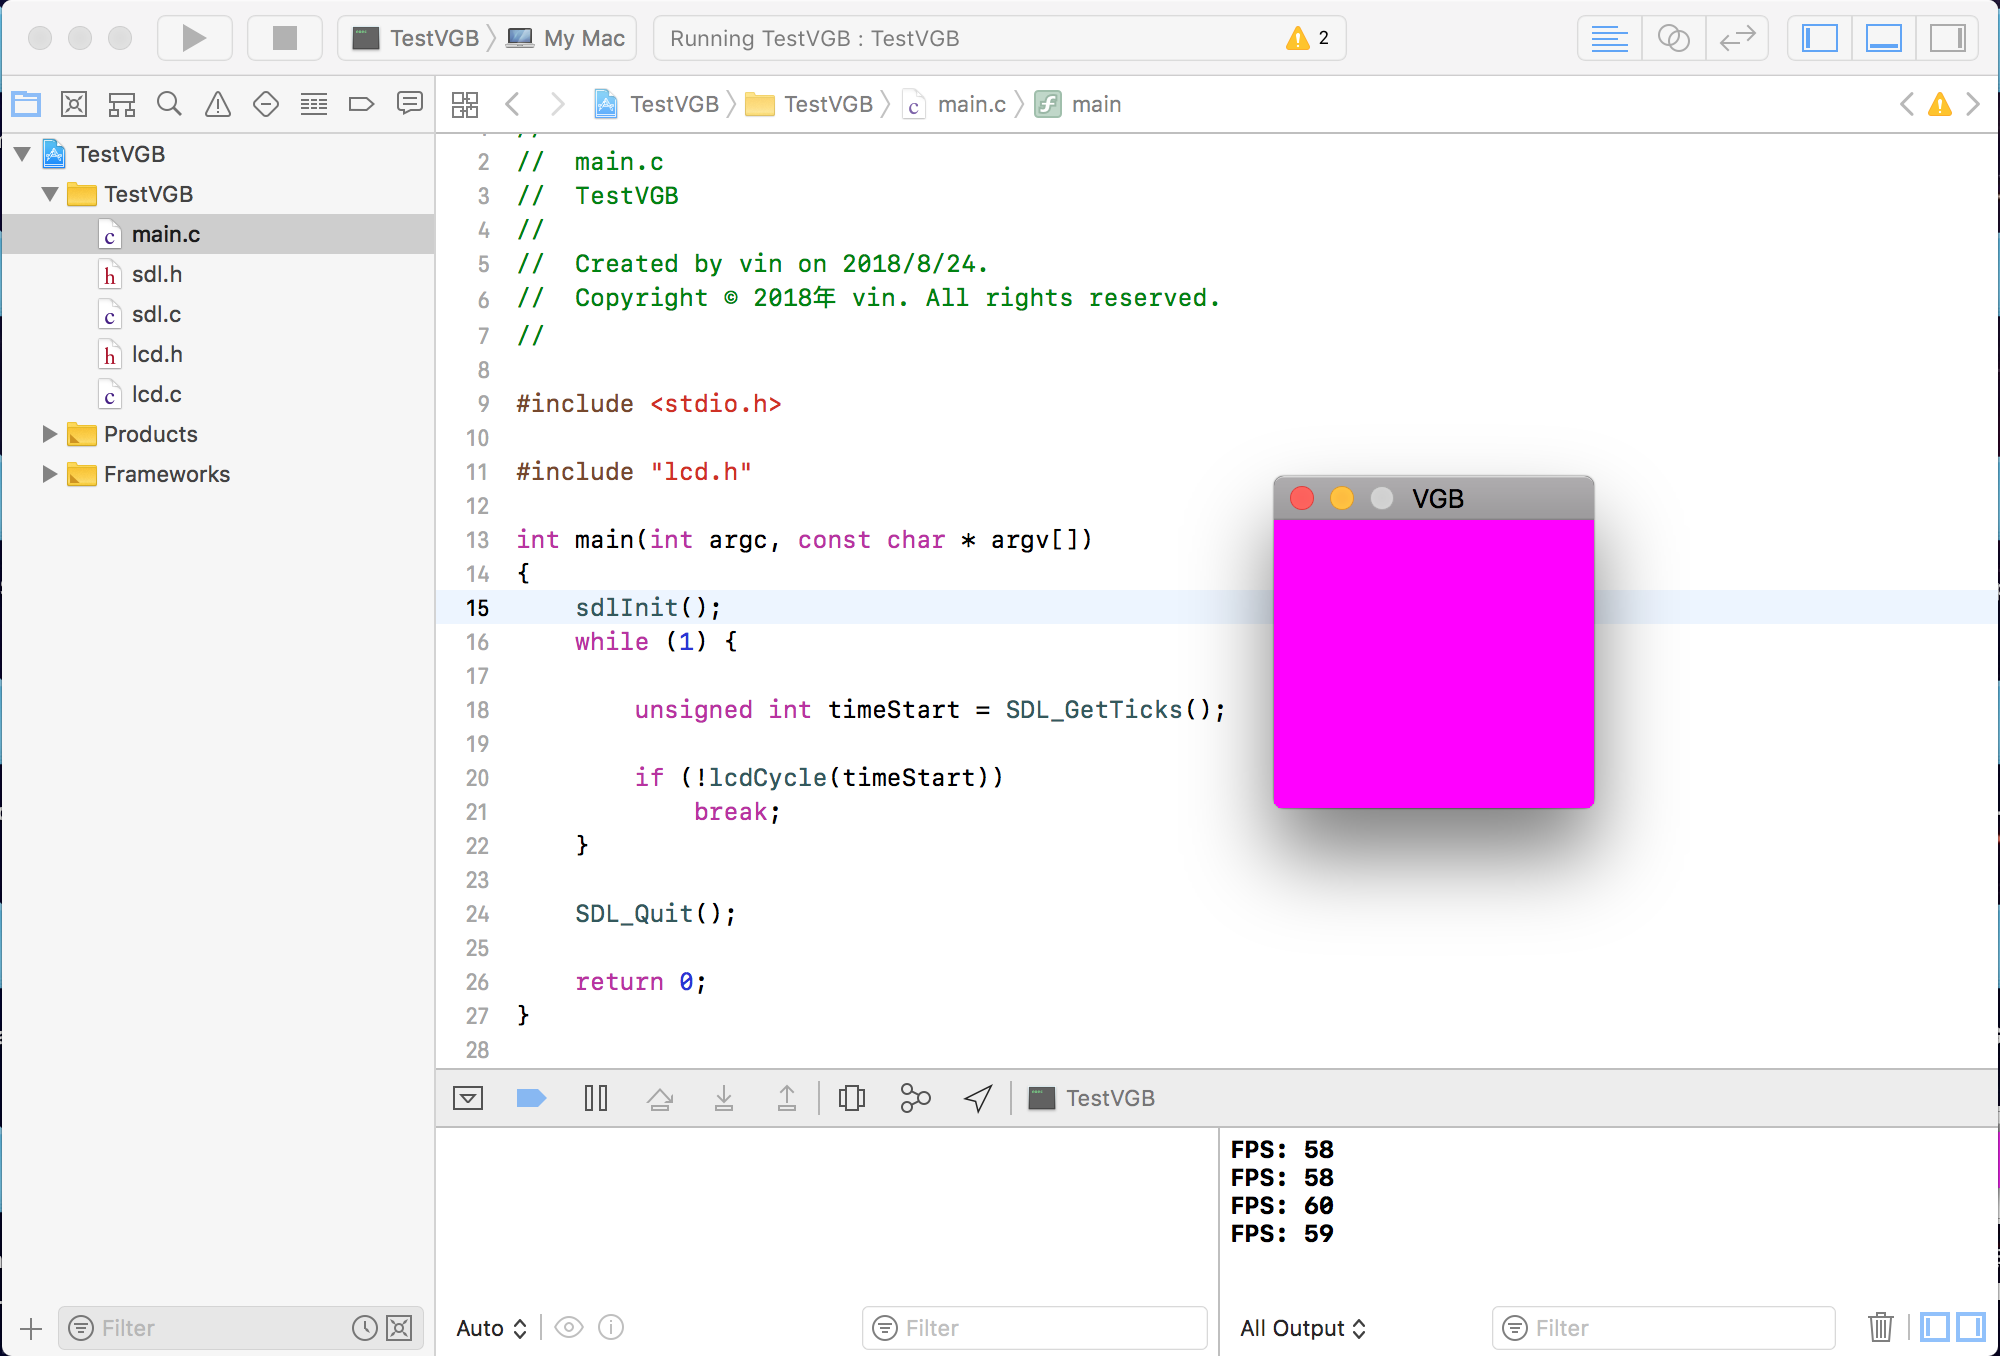 TestVGB My Mac
Running TestVGB : TestVGB
2
TestVGB TestVGB main.c main
TestVGB
TestVGB
main.c
sdl.h
sdl.c
lcd.h
lcd.c
Products
Frameworks
2 //  main.c
3 //  TestVGB
4 //
5 //  Created by vin on 2018/8/24.
6 //  Copyright © 2018年 vin. All rights reserved.
7 //
8
9 #include <stdio.h>
10
11 #include "lcd.h"
12
13 int main(int argc, const char * argv[])
14 {
15     sdlInit();
16     while (1) {
17
18         unsigned int timeStart = SDL_GetTicks();
19
20         if (!lcdCycle(timeStart))
21             break;
22     }
23
24     SDL_Quit();
25
26     return 0;
27 }
28
VGB
TestVGB
FPS: 58
FPS: 58
FPS: 60
FPS: 59
Filter
Auto
Filter
All Output
Filter